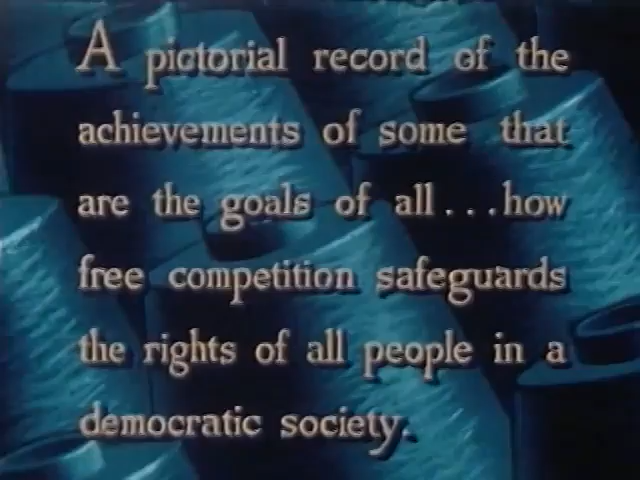 A pictorial record of the
achievements of some that
are the goals of all...how
free competition safeguards
the rights of all people in a
democratic society.